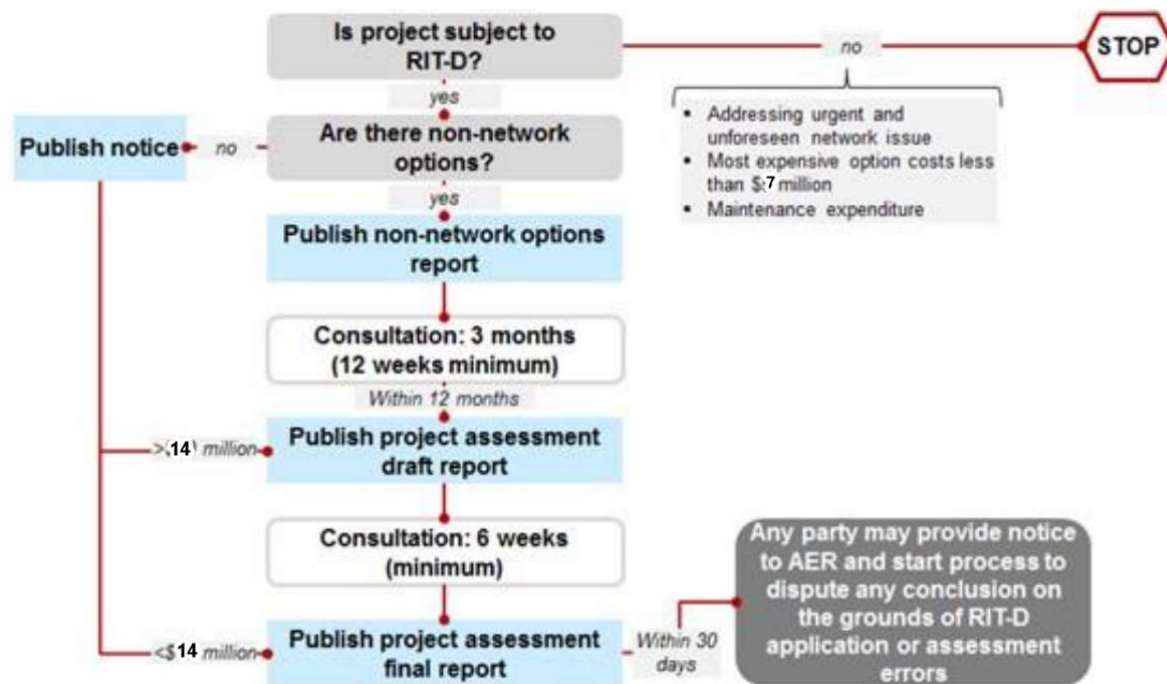 Is project subject to
RIT-D?
no
STOP
yes
Addressing urgent and
unforeseen network issue
Most expensive option costs less
than $7 million
Maintenance expenditure
Publish notice
no
Are there non-network
options?
yes
Publish non-network options
report
Consultation: 3 months
(12 weeks minimum)
Within 12 months
>14 million
Publish project assessment
draft report
Consultation: 6 weeks
(minimum)
<$14 million
Publish project assessment
final report
Within 30
days
Any party may provide notice
to AER and start process to
dispute any conclusion on
the grounds of RIT-D
application or assessment
errors